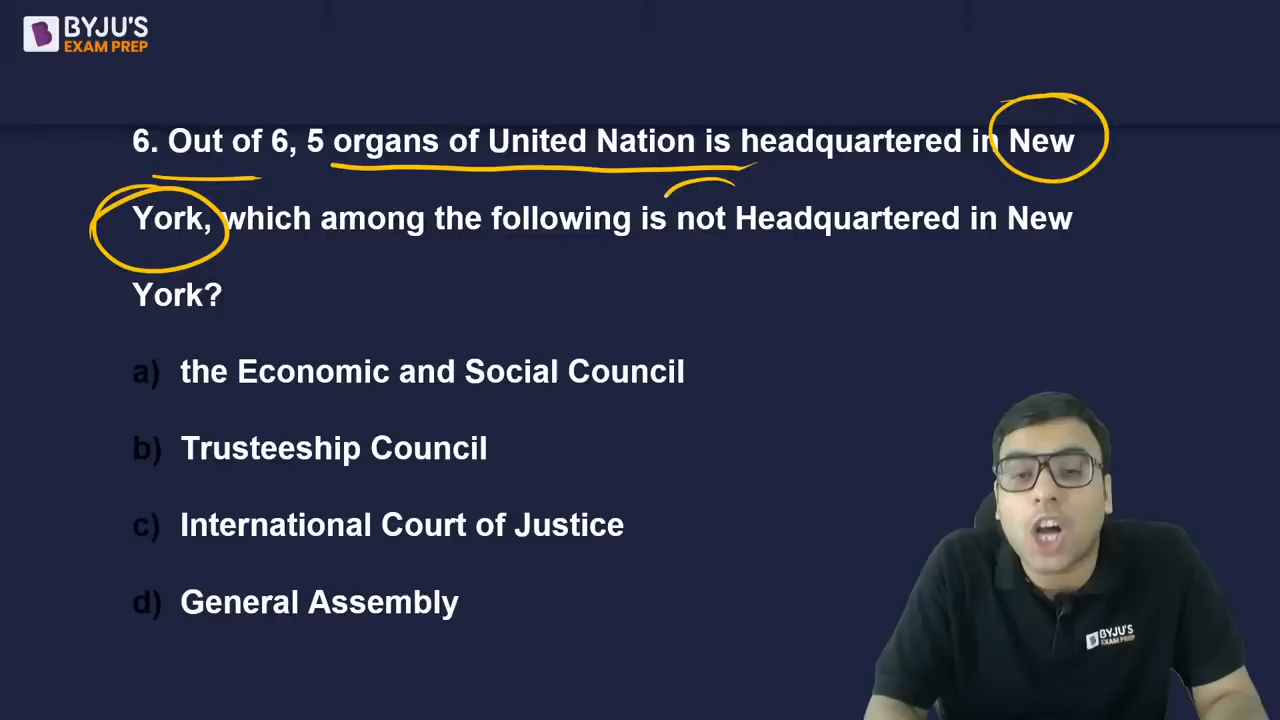 BYJU'S
EXAM PREP
6. Out of 6, 5 organs of United Nation is headquartered in New
York, which among the following is not Headquartered in New
York?
a) the Economic and Social Council
b) Trusteeship Council
c) International Court of Justice
d) General Assembly
BYJU'S
EXAM PREP